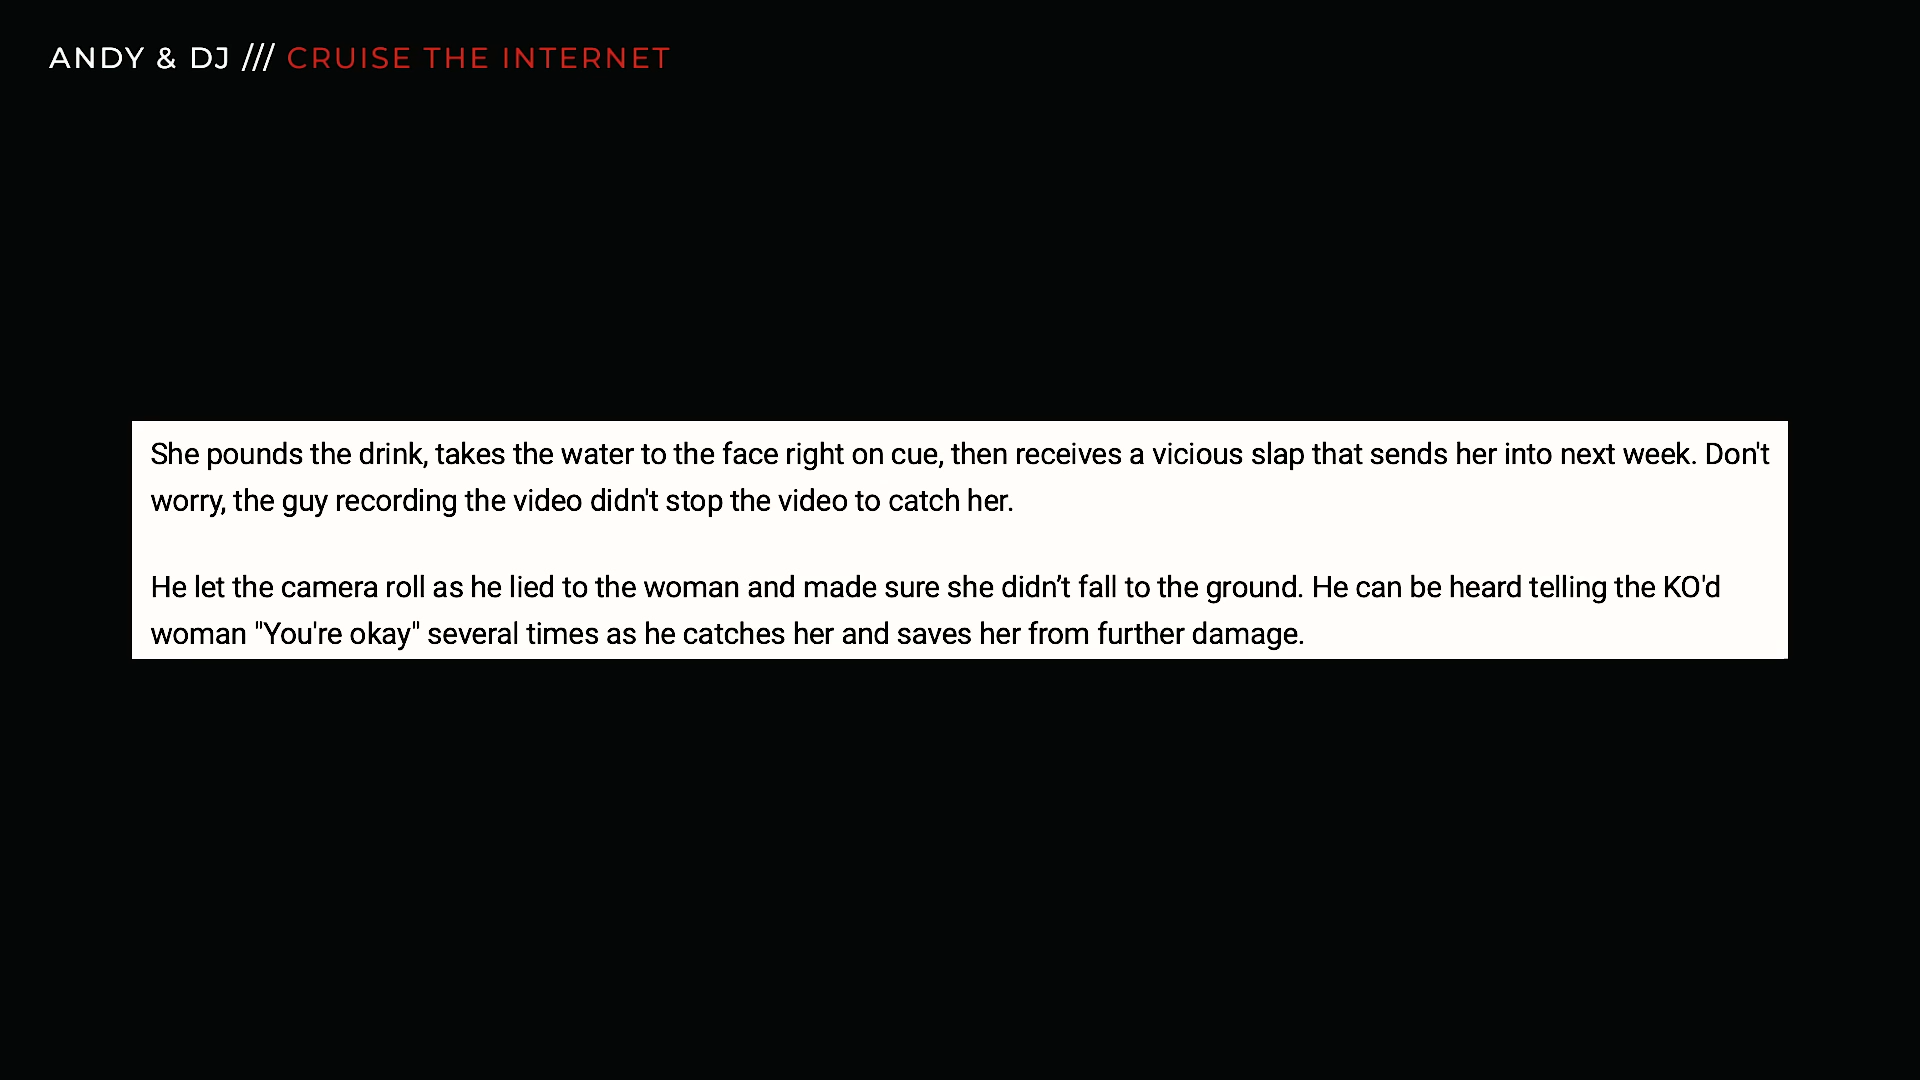 ANDY & DJ /// CRUISE THE INTERNET
She pounds the drink, takes the water to the face right on cue, then receives a vicious slap that sends her into next week. Don't
worry, the guy recording the video didn't stop the video to catch her.
He let the camera roll as he lied to the woman and made sure she didn’t fall to the ground. He can be heard telling the KO'd
woman "You're okay" several times as he catches her and saves her from further damage.